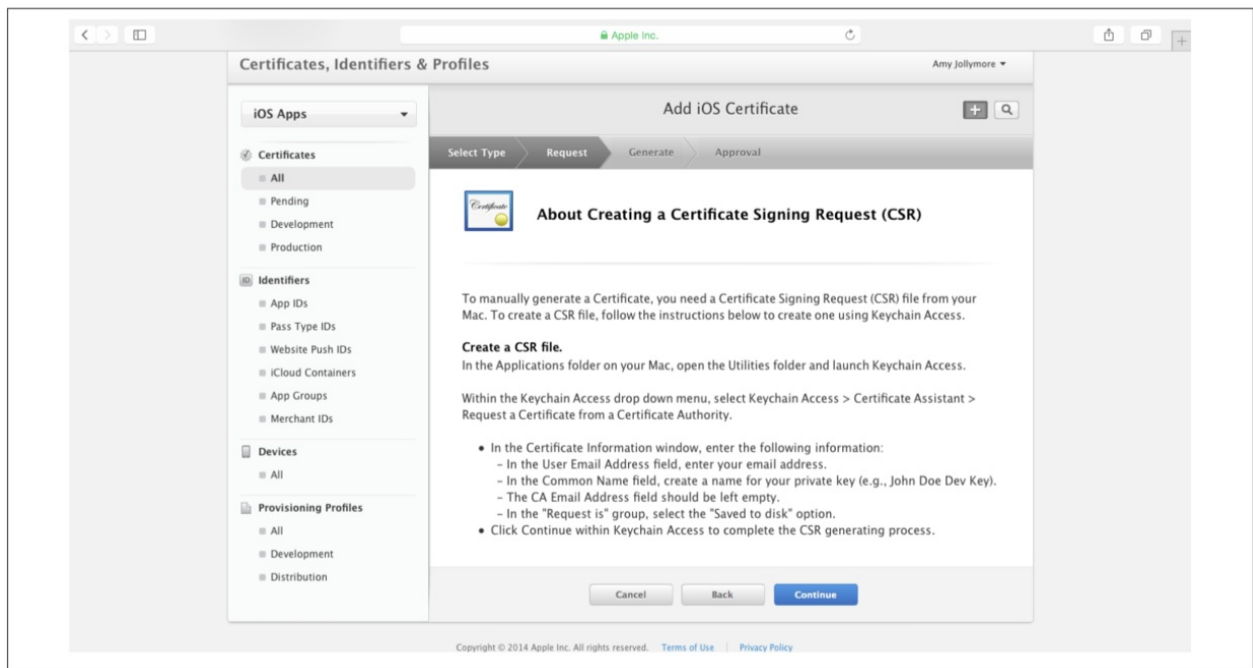 Apple Inc.
Certificates, Identifiers & Profiles
Amy Jollymore
iOS Apps
Add iOS Certificate
Certificates
All
Pending
Development
Production
Identifiers
App IDs
Pass Type IDs
Website Push IDs
iCloud Containers
App Groups
Merchant IDs
Devices
All
Provisioning Profiles
All
Development
Distribution
Select Type
Request
Generate
Approval
Certificate
About Creating a Certificate Signing Request (CSR)
To manually generate a Certificate, you need a Certificate Signing Request (CSR) file from your
Mac. To create a CSR file, follow the instructions below to create one using Keychain Access.
Create a CSR file.
In the Applications folder on your Mac, open the Utilities folder and launch Keychain Access.
Within the Keychain Access drop down menu, select Keychain Access > Certificate Assistant >
Request a Certificate from a Certificate Authority.
• In the Certificate Information window, enter the following information:
– In the User Email Address field, enter your email address.
– In the Common Name field, create a name for your private key (e.g., John Doe Dev Key).
– The CA Email Address field should be left empty.
– In the "Request is" group, select the "Saved to disk" option.
• Click Continue within Keychain Access to complete the CSR generating process.
Cancel
Back
Continue
Copyright © 2014 Apple Inc. All rights reserved. Terms of Use | Privacy Policy